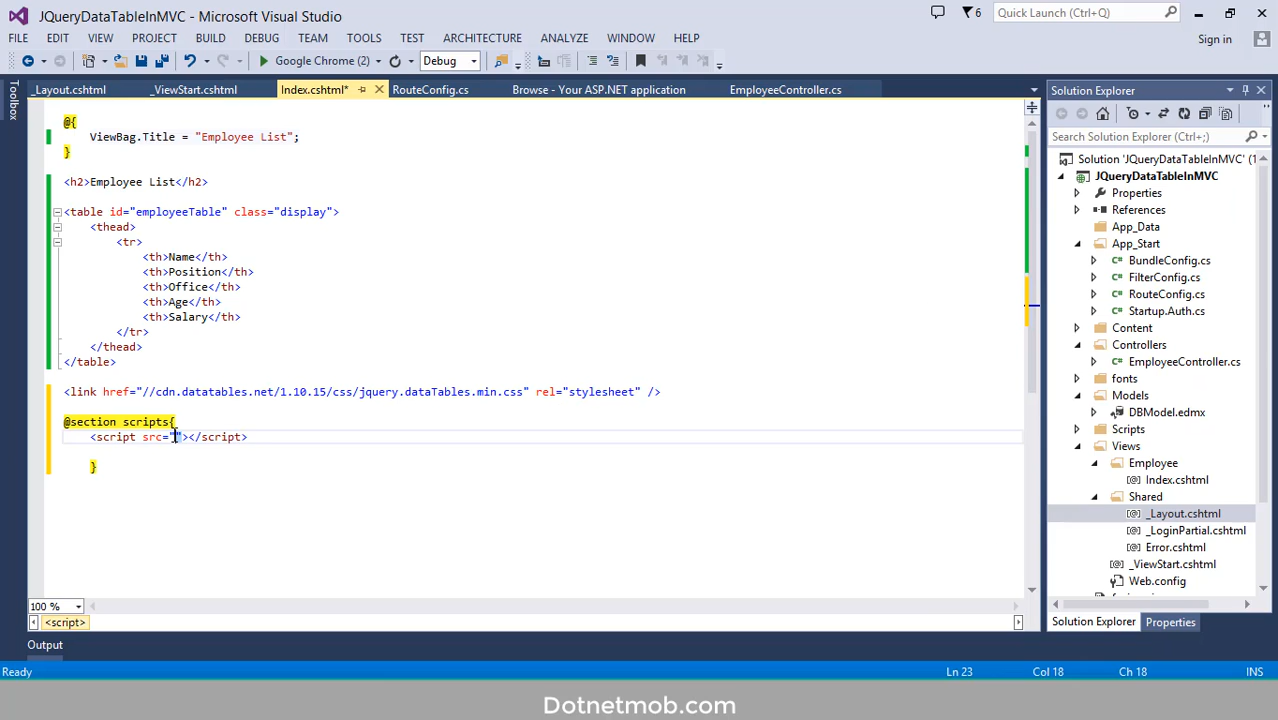 JQueryDataTableInMVC - Microsoft Visual Studio
6
Quick Launch (Ctrl+Q)
FILE EDIT VIEW PROJECT BUILD DEBUG TEAM TOOLS TEST ARCHITECTURE ANALYZE WINDOW HELP
Sign in
Google Chrome (2) Debug
Toolbox
_Layout.cshtml _ViewStart.cshtml Index.cshtml* RouteConfig.cs Browse - Your ASP.NET application EmployeeController.cs
@{
ViewBag.Title = "Employee List";
}
<h2>Employee List</h2>
<table id="employeeTable" class="display">
<thead>
<tr>
<th>Name</th>
<th>Position</th>
<th>Office</th>
<th>Age</th>
<th>Salary</th>
</tr>
</thead>
</table>
<link href="//cdn.datatables.net/1.10.15/css/jquery.dataTables.min.css" rel="stylesheet" />
@section scripts{
<script src=""></script>
}
100 %
<script>
Output
Solution Explorer
Search Solution Explorer (Ctrl+;)
Solution 'JQueryDataTableInMVC' (1
JQueryDataTableInMVC
Properties
References
App_Data
App_Start
C# BundleConfig.cs
C# FilterConfig.cs
C# RouteConfig.cs
C# Startup.Auth.cs
Content
Controllers
C# EmployeeController.cs
fonts
Models
DBModel.edmx
Scripts
Views
Employee
[@] Index.cshtml
Shared
[@] _Layout.cshtml
[@] _LoginPartial.cshtml
[@] Error.cshtml
[@] _ViewStart.cshtml
Web.config
Solution Explorer Properties
Ready Ln 23 Col 18 Ch 18 INS
Dotnetmob.com